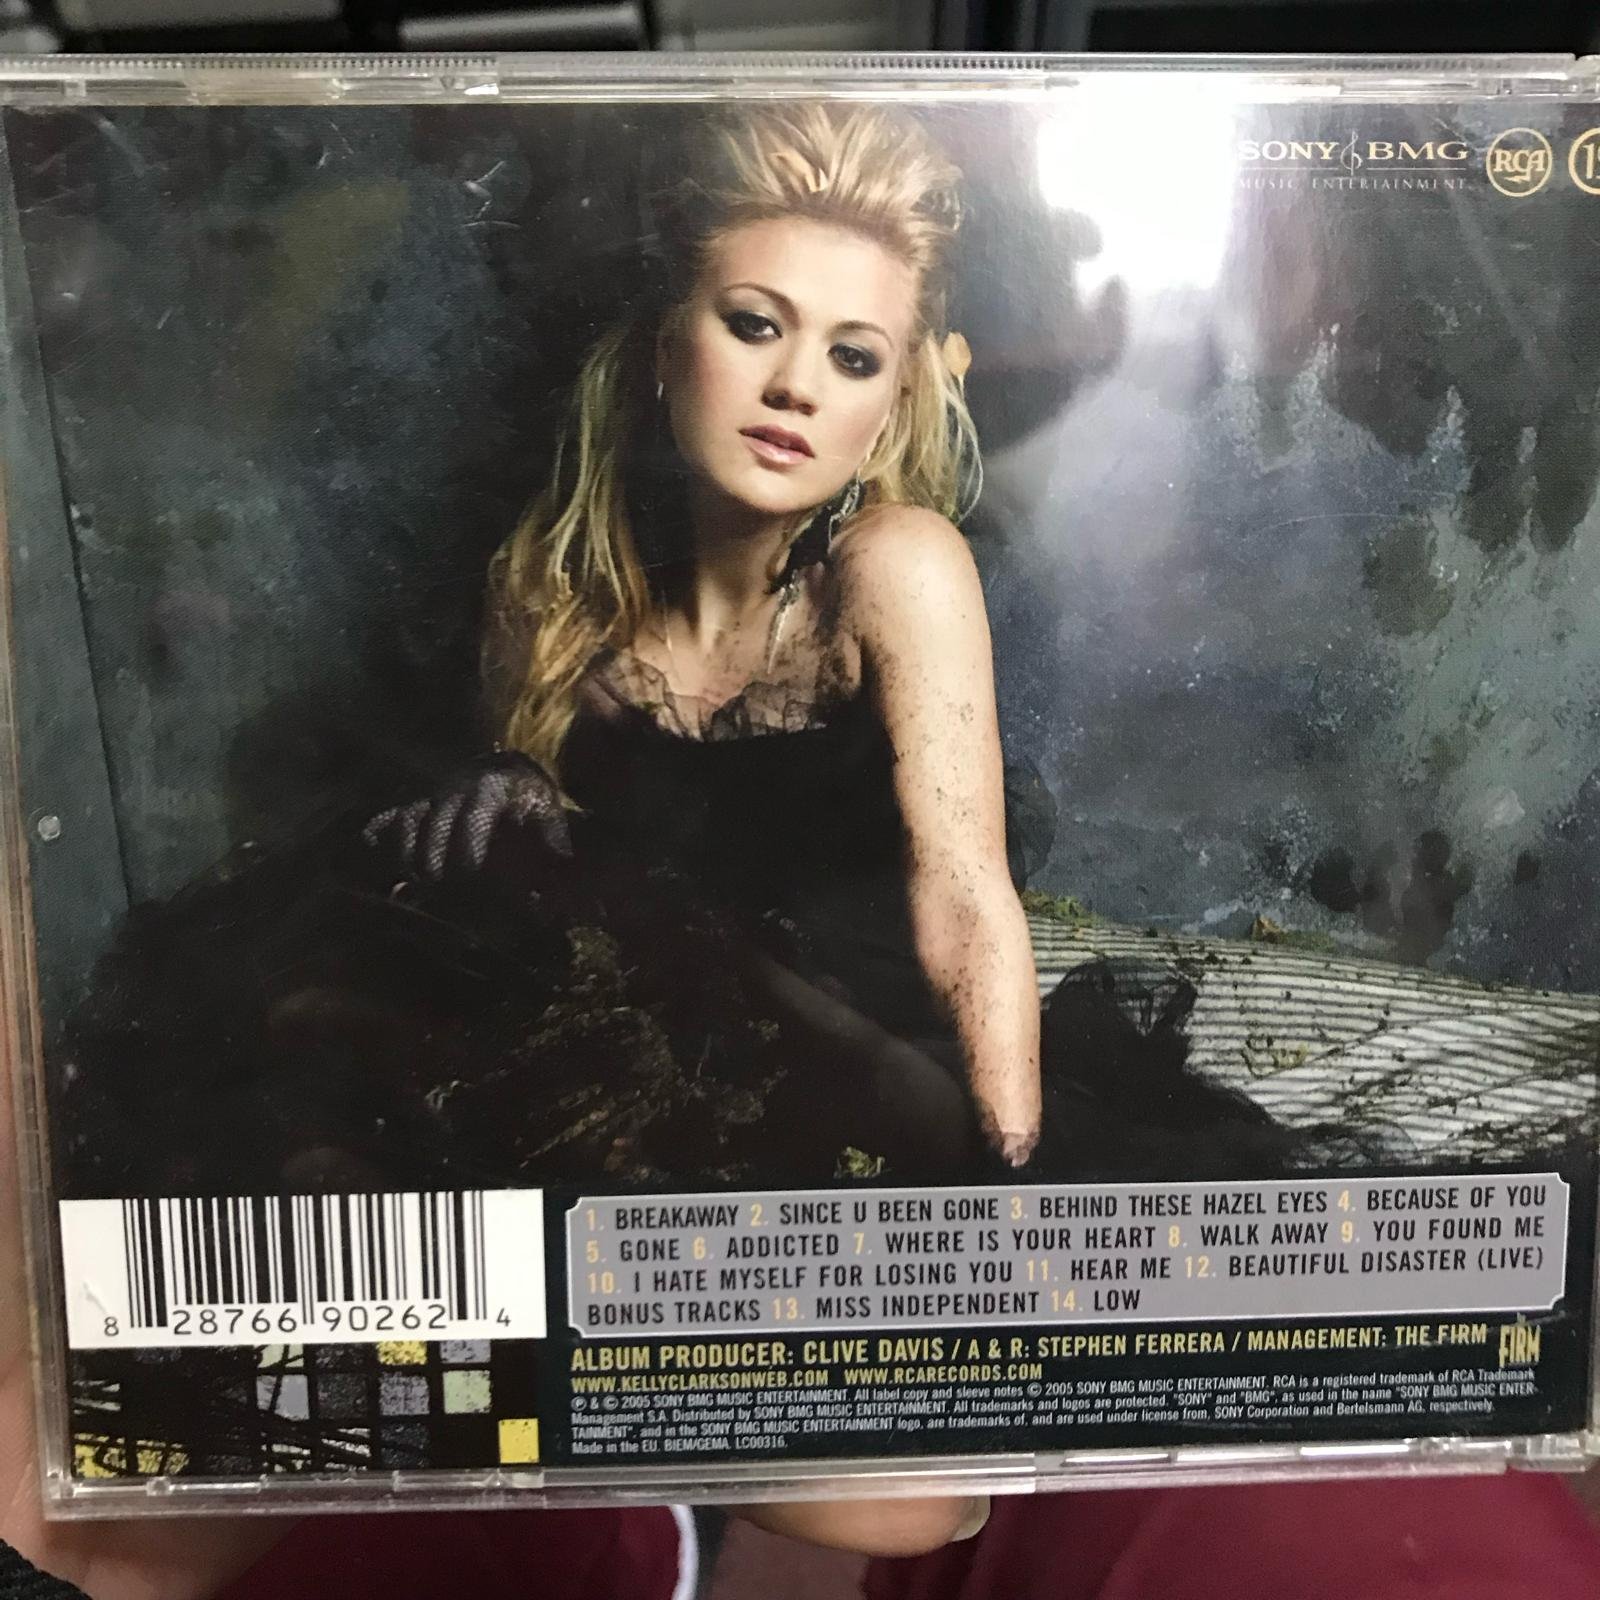 SONY BMG
MUSIC ENTERTAINMENT
RCA
1. BREAKAWAY 2. SINCE U BEEN GONE 3. BEHIND THESE HAZEL EYES 4. BECAUSE OF YOU
5. GONE 6. ADDICTED 7. WHERE IS YOUR HEART 8. WALK AWAY 9. YOU FOUND ME
10. I HATE MYSELF FOR LOSING YOU 11. HEAR ME 12. BEAUTIFUL DISASTER (LIVE)
BONUS TRACKS 13. MISS INDEPENDENT 14. LOW
8 28766 90262 4
ALBUM PRODUCER: CLIVE DAVIS / A & R: STEPHEN FERRERA / MANAGEMENT: THE FIRM
THE FIRM
WWW.KELLYCLARKSONWEB.COM WWW.RCARECORDS.COM
℗ & © 2005 SONY BMG MUSIC ENTERTAINMENT. All label copy and sleeve notes © 2005 SONY BMG MUSIC ENTERTAINMENT. RCA is a registered trademark of RCA Trademark
Management S.A. Distributed by SONY BMG MUSIC ENTERTAINMENT. All trademarks and logos are protected. "SONY" and "BMG", as used in the name "SONY BMG MUSIC ENTER-
TAINMENT", and in the SONY BMG MUSIC ENTERTAINMENT logo, are trademarks of, and are used under license from, SONY Corporation and Bertelsmann AG, respectively.
Made in the EU. BIEM/GEMA. LC00316.